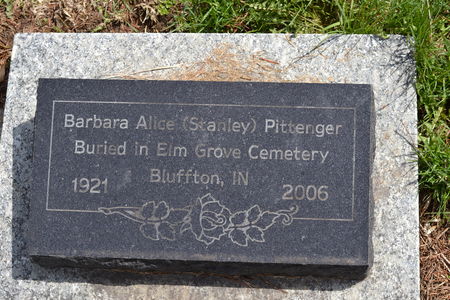 Barbara Alice (Stanley) Pittenger
Buried in Elm Grove Cemetery
Bluffton, IN
1921 2006